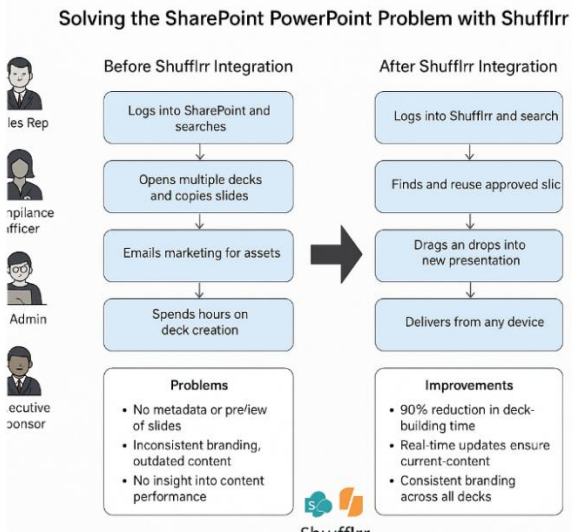 Solving the SharePoint PowerPoint Problem with Shufflrr
Before Shufflrr Integration
Logs into SharePoint and
searches
Opens multiple decks
and copies slides
Emails marketing for assets
Spends hours on
deck creation
Problems
• No metadata or preview
of slides
• Inconsistent branding,
outdated content
• No insight into content
performance
After Shufflrr Integration
Logs into Shufflrr and search
Finds and reuse approved slic
Drags an drops into
new presentation
Delivers from any device
Improvements
• 90% reduction in deck-
building time
• Real-time updates ensure
current-content
• Consistent branding
across all decks
les Rep
npilance
fficer
Admin
ecutive
onsor
S